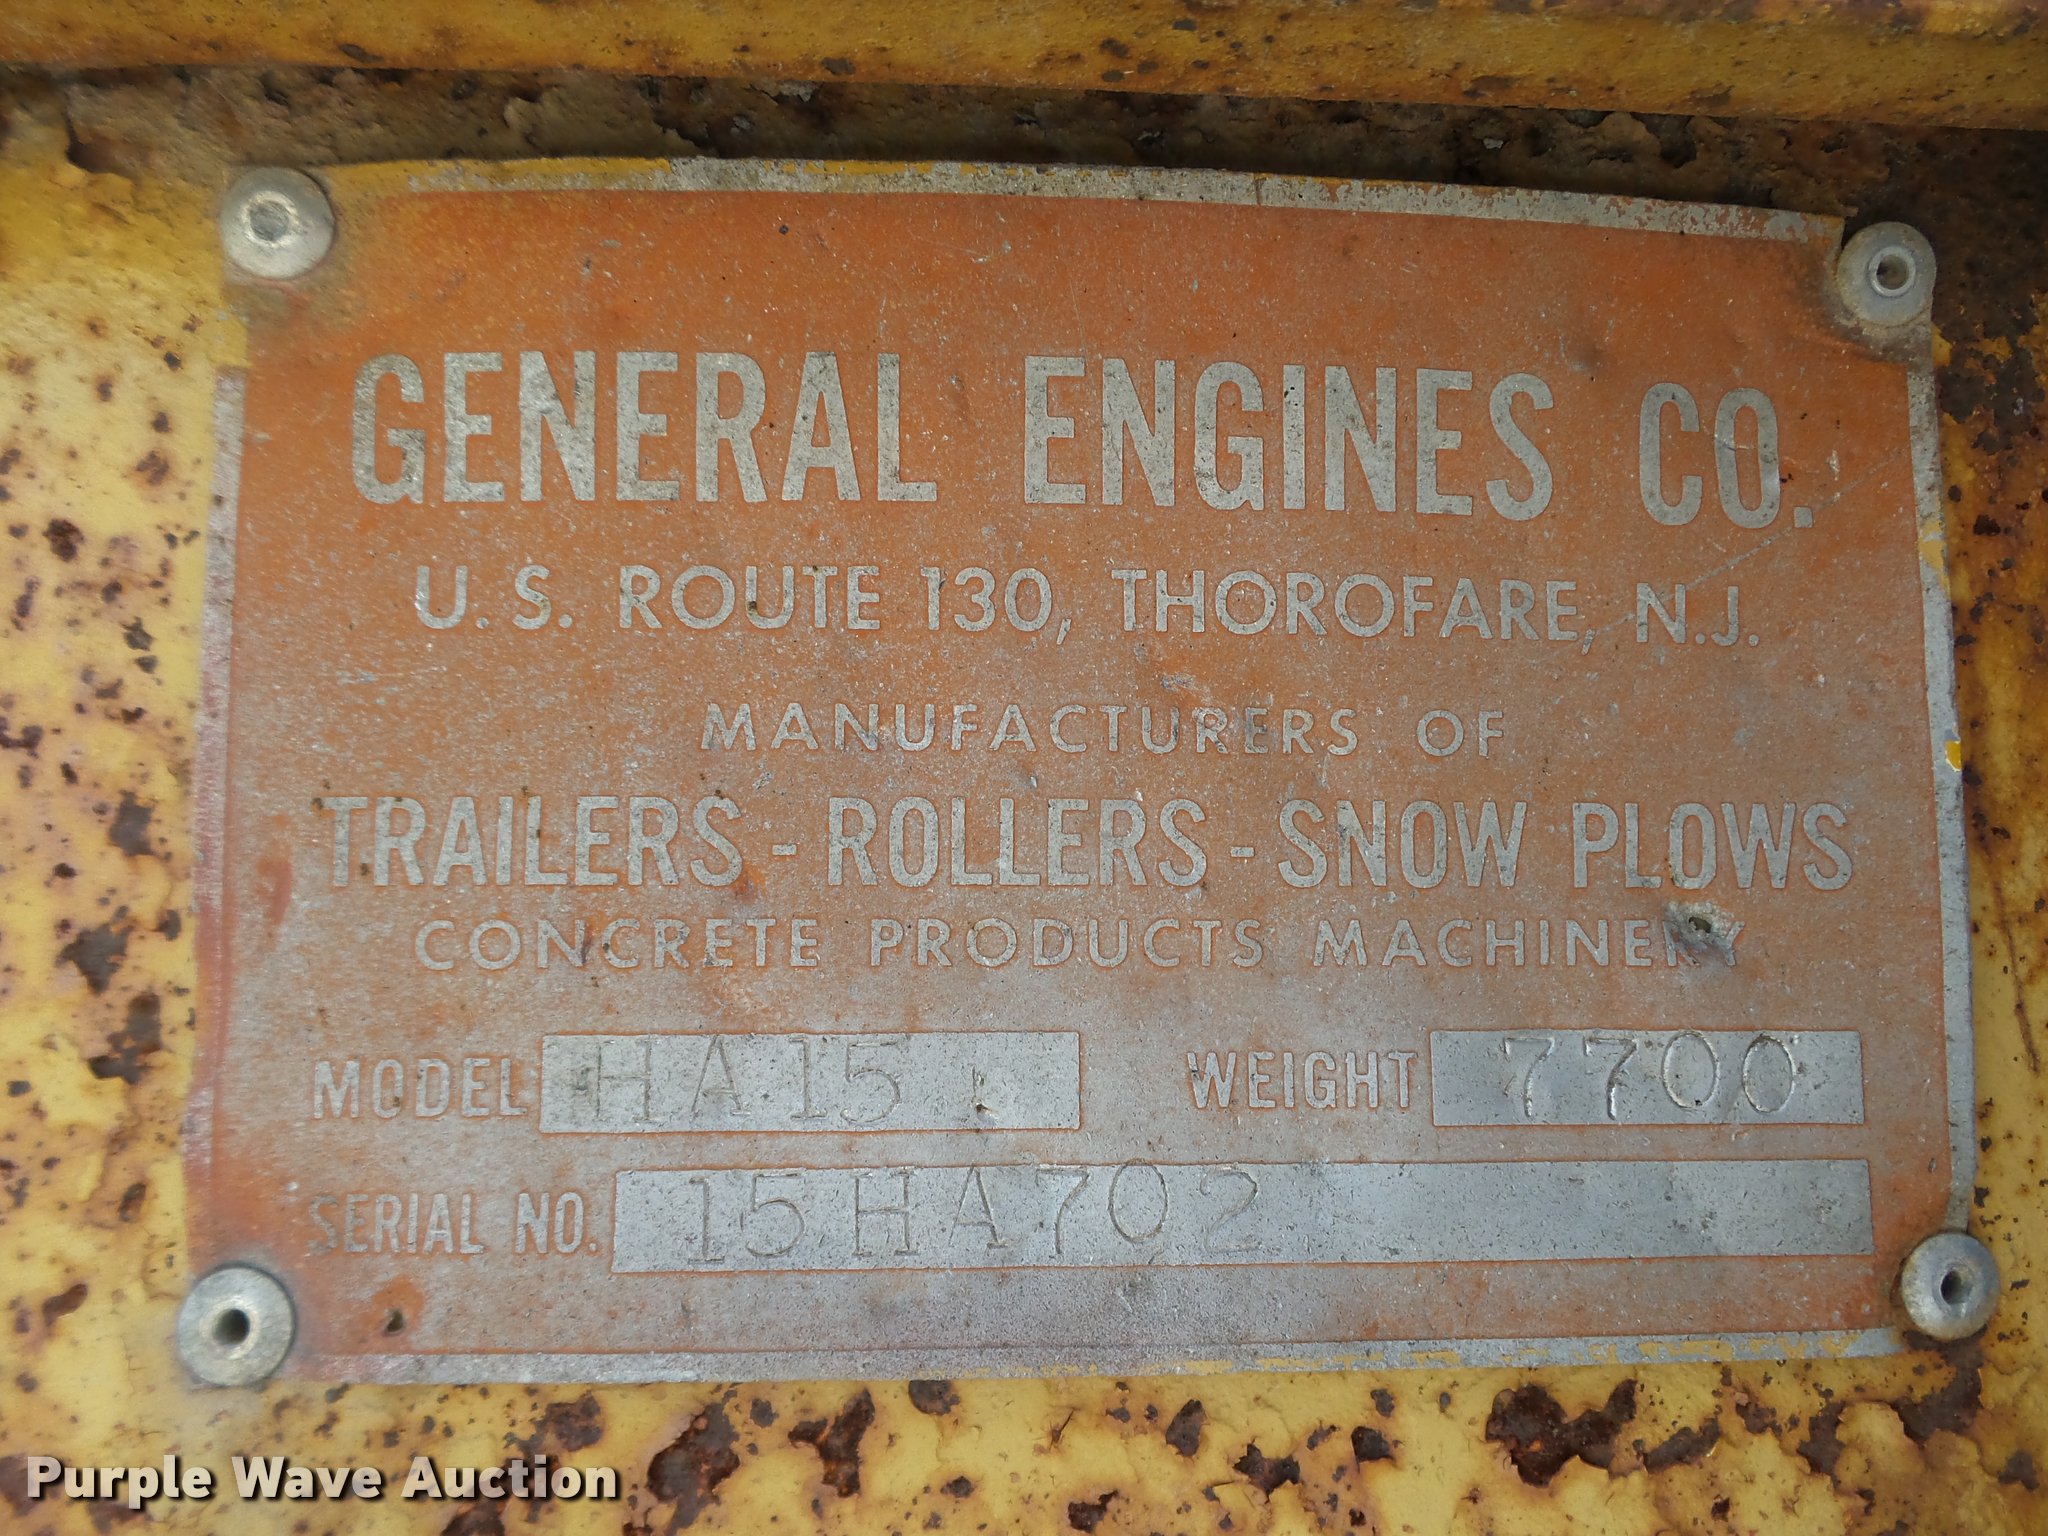 GENERAL ENGINES CO.
U.S. ROUTE 130, THOROFARE, N.J.
MANUFACTURERS OF
TRAILERS - ROLLERS - SNOW PLOWS
CONCRETE PRODUCTS MACHINERY
MODEL HA15 WEIGHT 7700
SERIAL NO. 15HA702
Purple Wave Auction